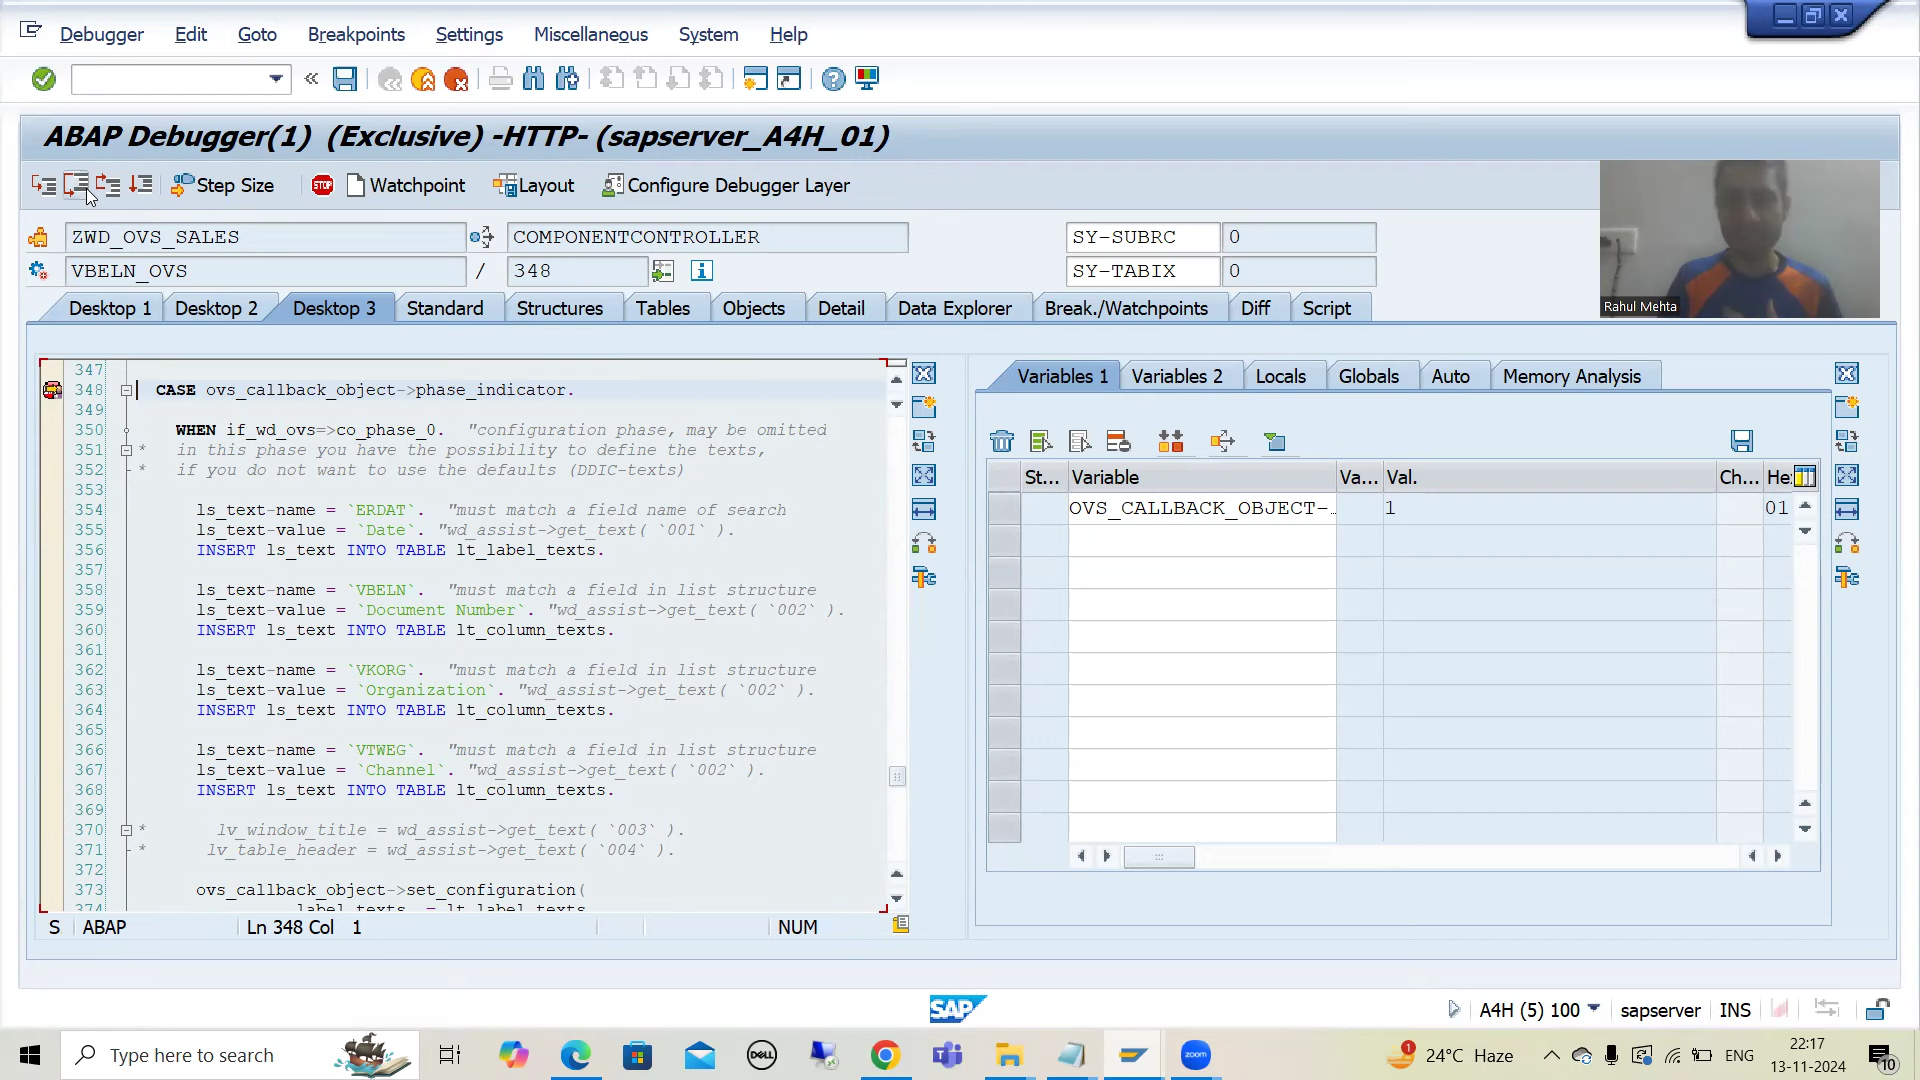 Debugger Edit Goto Breakpoints Settings Miscellaneous System Help
ABAP Debugger(1) (Exclusive) -HTTP- (sapserver_A4H_01)
Step Size STOP Watchpoint Layout Configure Debugger Layer
ZWD_OVS_SALES COMPONENTCONTROLLER SY-SUBRC 0
VBELN_OVS / 348 SY-TABIX 0
Rahul Mehta
Desktop 1 Desktop 2 Desktop 3 Standard Structures Tables Objects Detail Data Explorer Break./Watchpoints Diff Script
347
348 CASE ovs_callback_object->phase_indicator.
349
350 WHEN if_wd_ovs=>co_phase_0. "configuration phase, may be omitted
351 * in this phase you have the possibility to define the texts,
352 * if you do not want to use the defaults (DDIC-texts)
353
354 ls_text-name = `ERDAT`. "must match a field name of search
355 ls_text-value = `Date`. "wd_assist->get_text( `001` ).
356 INSERT ls_text INTO TABLE lt_label_texts.
357
358 ls_text-name = `VBELN`. "must match a field in list structure
359 ls_text-value = `Document Number`. "wd_assist->get_text( `002` ).
360 INSERT ls_text INTO TABLE lt_column_texts.
361
362 ls_text-name = `VKORG`. "must match a field in list structure
363 ls_text-value = `Organization`. "wd_assist->get_text( `002` ).
364 INSERT ls_text INTO TABLE lt_column_texts.
365
366 ls_text-name = `VTWEG`. "must match a field in list structure
367 ls_text-value = `Channel`. "wd_assist->get_text( `002` ).
368 INSERT ls_text INTO TABLE lt_column_texts.
369
370 * lv_window_title = wd_assist->get_text( `003` ).
371 * lv_table_header = wd_assist->get_text( `004` ).
372
373 ovs_callback_object->set_configuration(
374 label_texts = lt_label_texts
S ABAP Ln 348 Col 1 NUM
Variables 1 Variables 2 Locals Globals Auto Memory Analysis
St... Variable Va... Val. Ch... He
OVS_CALLBACK_OBJECT-.. 1 01
SAP
A4H (5) 100 sapserver INS
Type here to search
DELL
zoom
1 24°C Haze ENG
22:17
13-11-2024
10